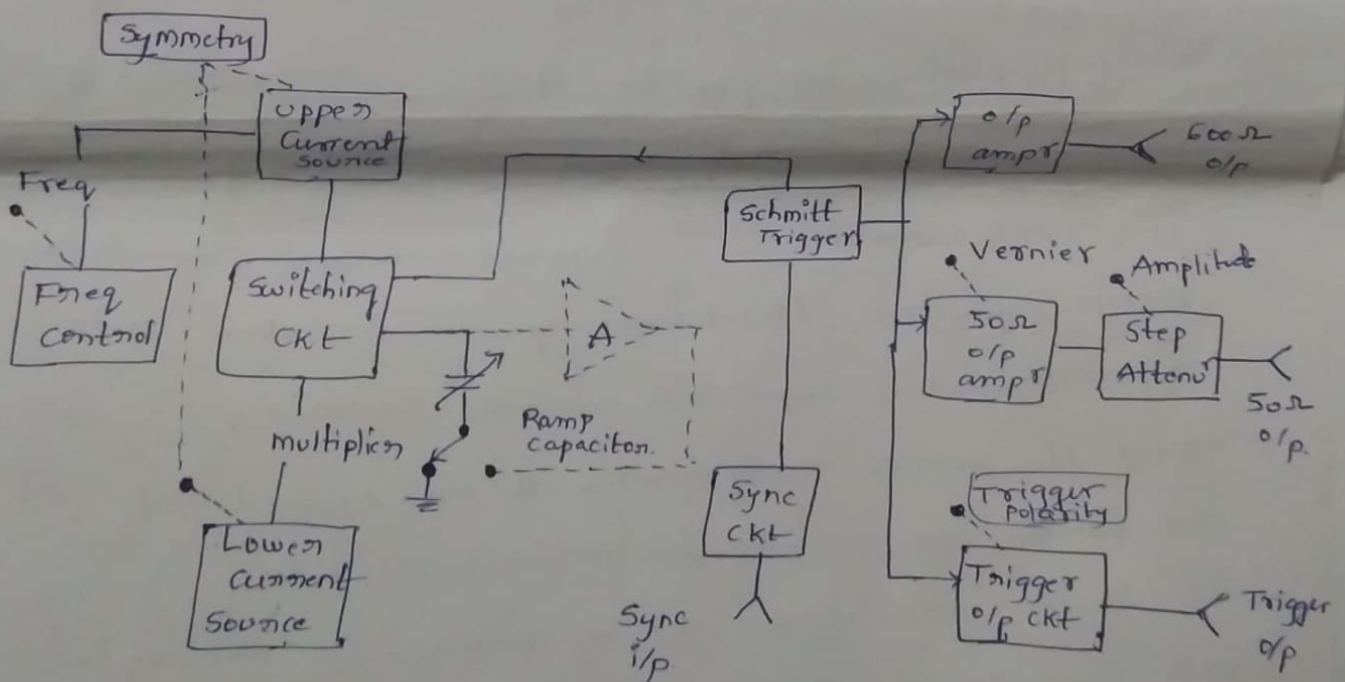 Symmetry
Upper
Current
Source
Freq
Freq
Control
Switching
Ckt
multiplier
Lower
Current
Source
A
Ramp
capacitor.
Schmitt
Trigger
Sync
Ckt
Sync
i/p
o/p
ampr
600Ω
o/p
Vernier
50Ω
o/p
ampr
Amplitude
Step
Attenr
50Ω
o/p.
Trigger
polarity
Trigger
o/p Ckt
Trigger
o/p